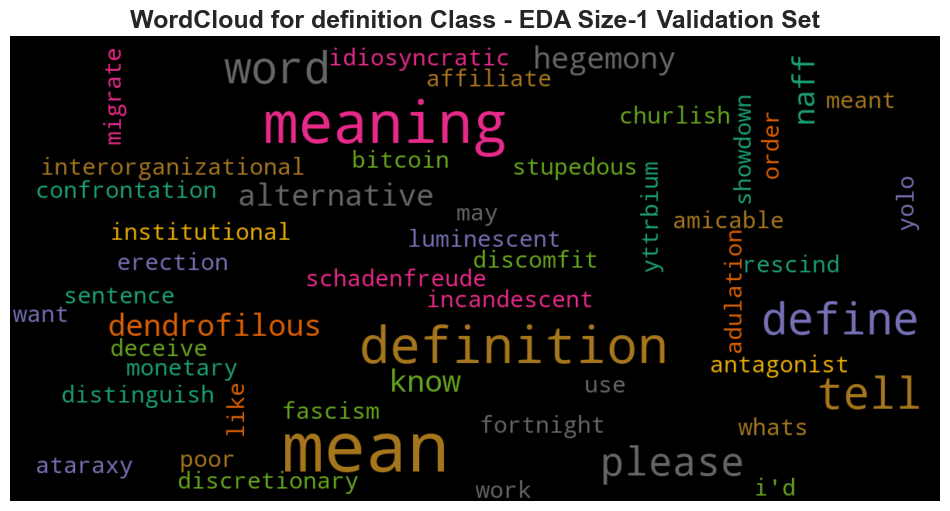 WordCloud for definition Class - EDA Size-1 Validation Set
migrate
word
idiosyncratic
affiliate
hegemony
naff
meant
meaning
churlish
showdown
order
interorganizational
bitcoin
stupedous
confrontation
alternative
yttrbium
yolo
may
amicable
institutional
luminescent
adulation
erection
discomfit
rescind
schadenfreude
sentence
incandescent
want
dendrofilous
definition
define
deceive
monetary
know
use
antagonist
tell
distinguish
like
fascism
fortnight
whats
mean
please
ataraxy
poor
discretionary
work
i'd